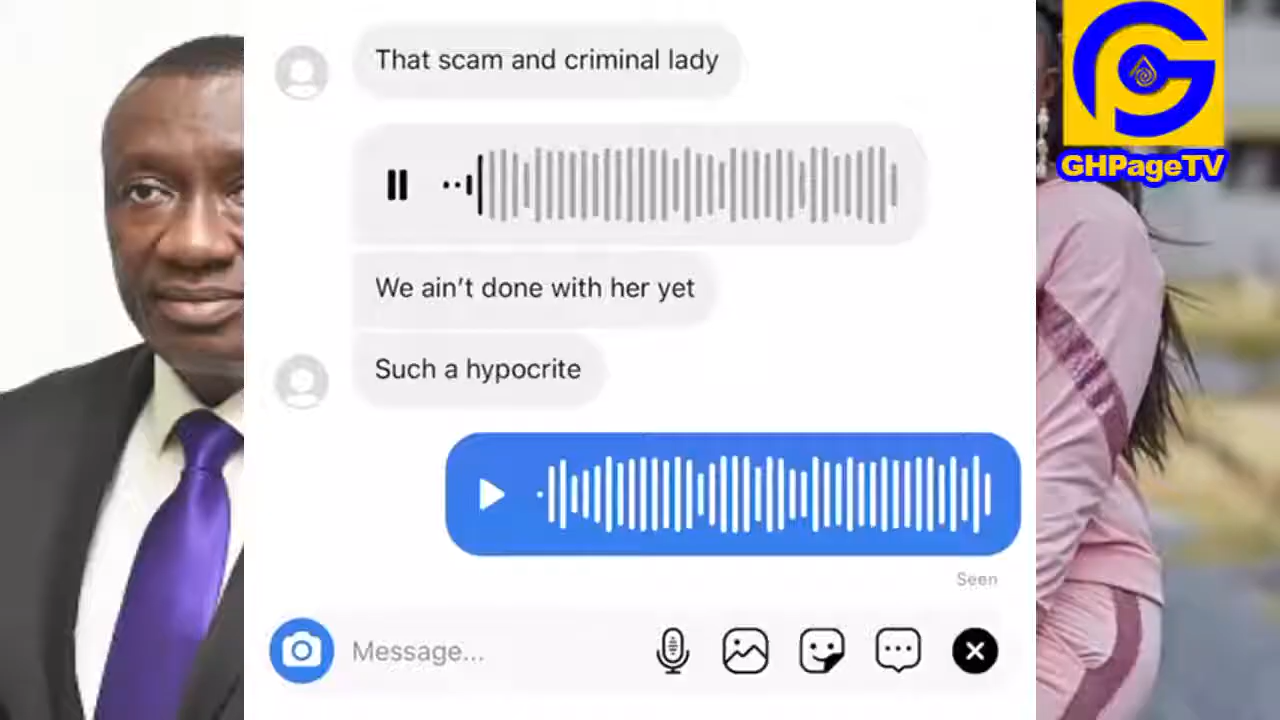 That scam and criminal lady
GHPageTV
We ain't done with her yet
Such a hypocrite
Seen
Message...